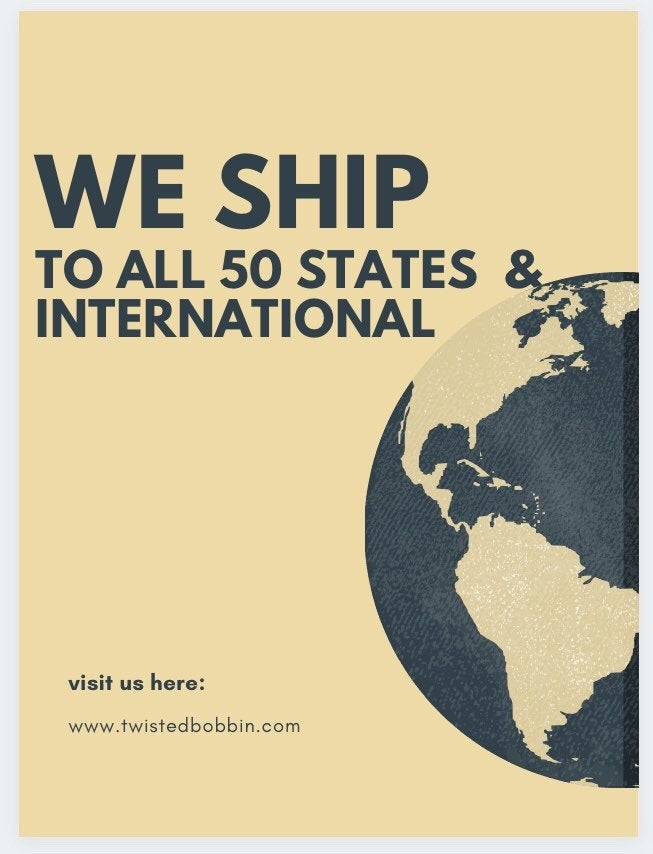 WE SHIP
TO ALL 50 STATES &
INTERNATIONAL
visit us here:
www.twistedbobbin.com